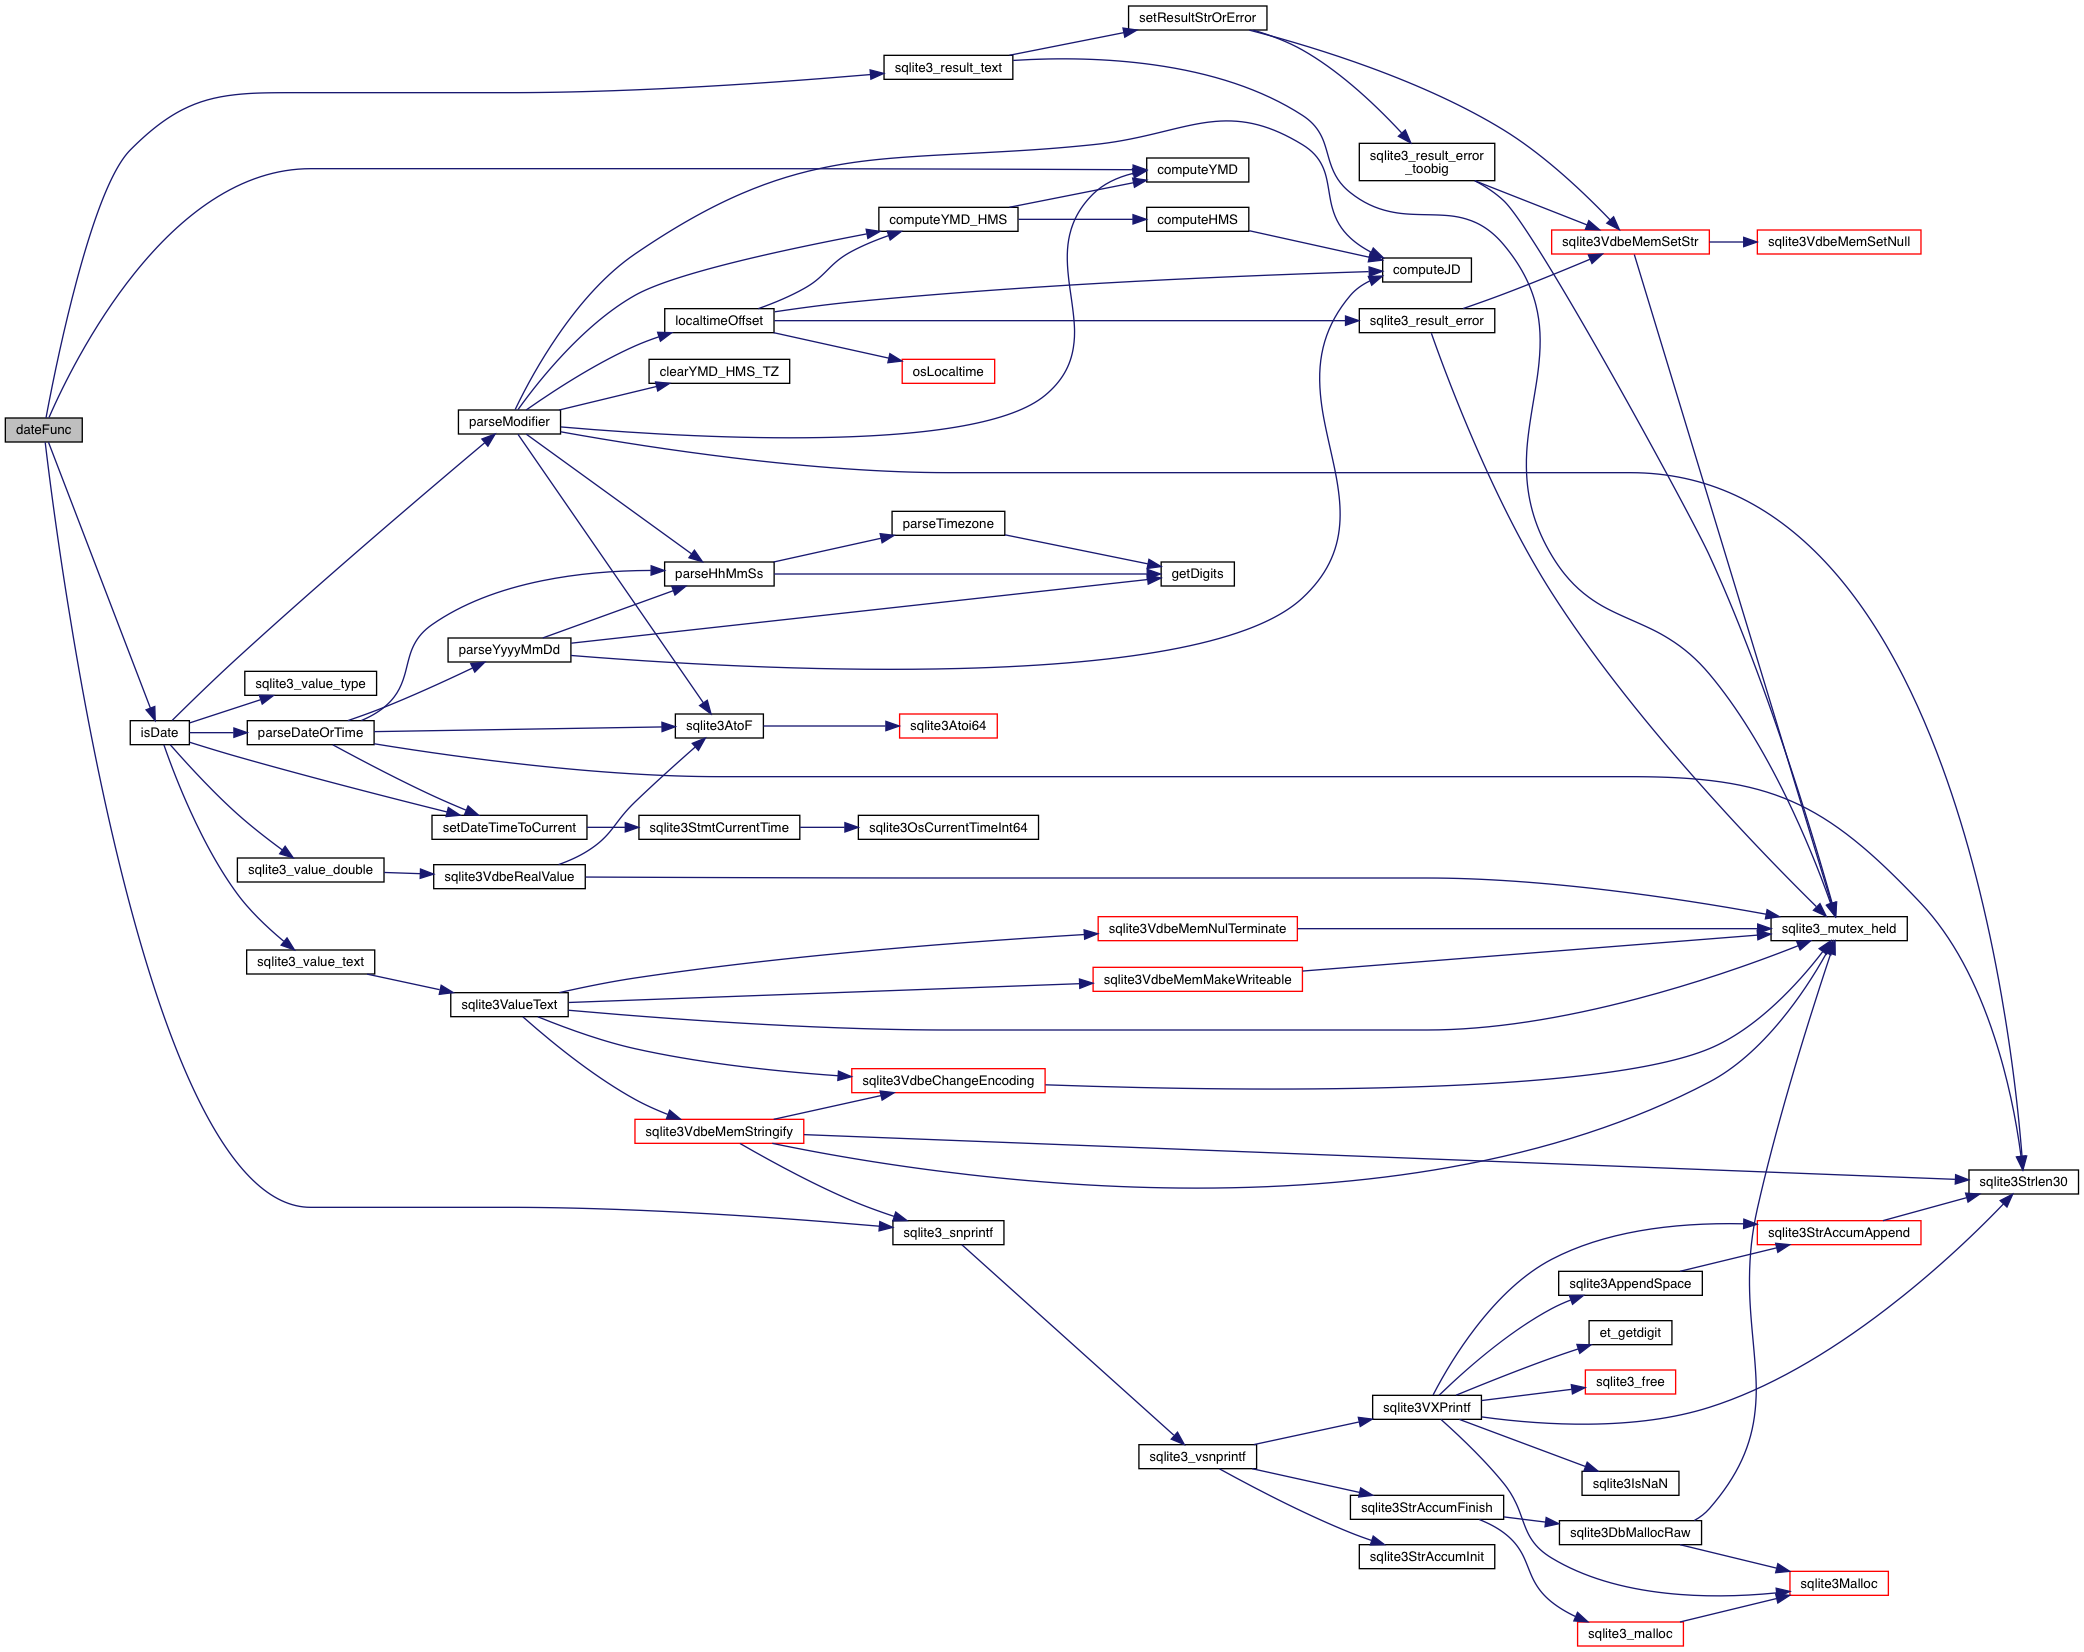 setResultStrOrError
sqlite3_result_text
sqlite3_result_error
_toobig
computeYMD
computeYMD_HMS
computeHMS
sqlite3VdbeMemSetStr
sqlite3VdbeMemSetNull
computeJD
localtimeOffset
sqlite3_result_error
clearYMD_HMS_TZ
osLocaltime
parseModifier
dateFunc
parseTimezone
parseHhMmSs
getDigits
parseYyyyMmDd
sqlite3_value_type
isDate
parseDateOrTime
sqlite3AtoF
sqlite3Atoi64
setDateTimeToCurrent
sqlite3StmtCurrentTime
sqlite3OsCurrentTimeInt64
sqlite3_value_double
sqlite3VdbeRealValue
sqlite3VdbeMemNulTerminate
sqlite3_mutex_held
sqlite3_value_text
sqlite3VdbeMemMakeWriteable
sqlite3ValueText
sqlite3VdbeChangeEncoding
sqlite3VdbeMemStringify
sqlite3Strlen30
sqlite3_snprintf
sqlite3StrAccumAppend
sqlite3AppendSpace
et_getdigit
sqlite3_free
sqlite3VXPrintf
sqlite3_vsnprintf
sqlite3IsNaN
sqlite3StrAccumFinish
sqlite3DbMallocRaw
sqlite3StrAccumInit
sqlite3Malloc
sqlite3_malloc